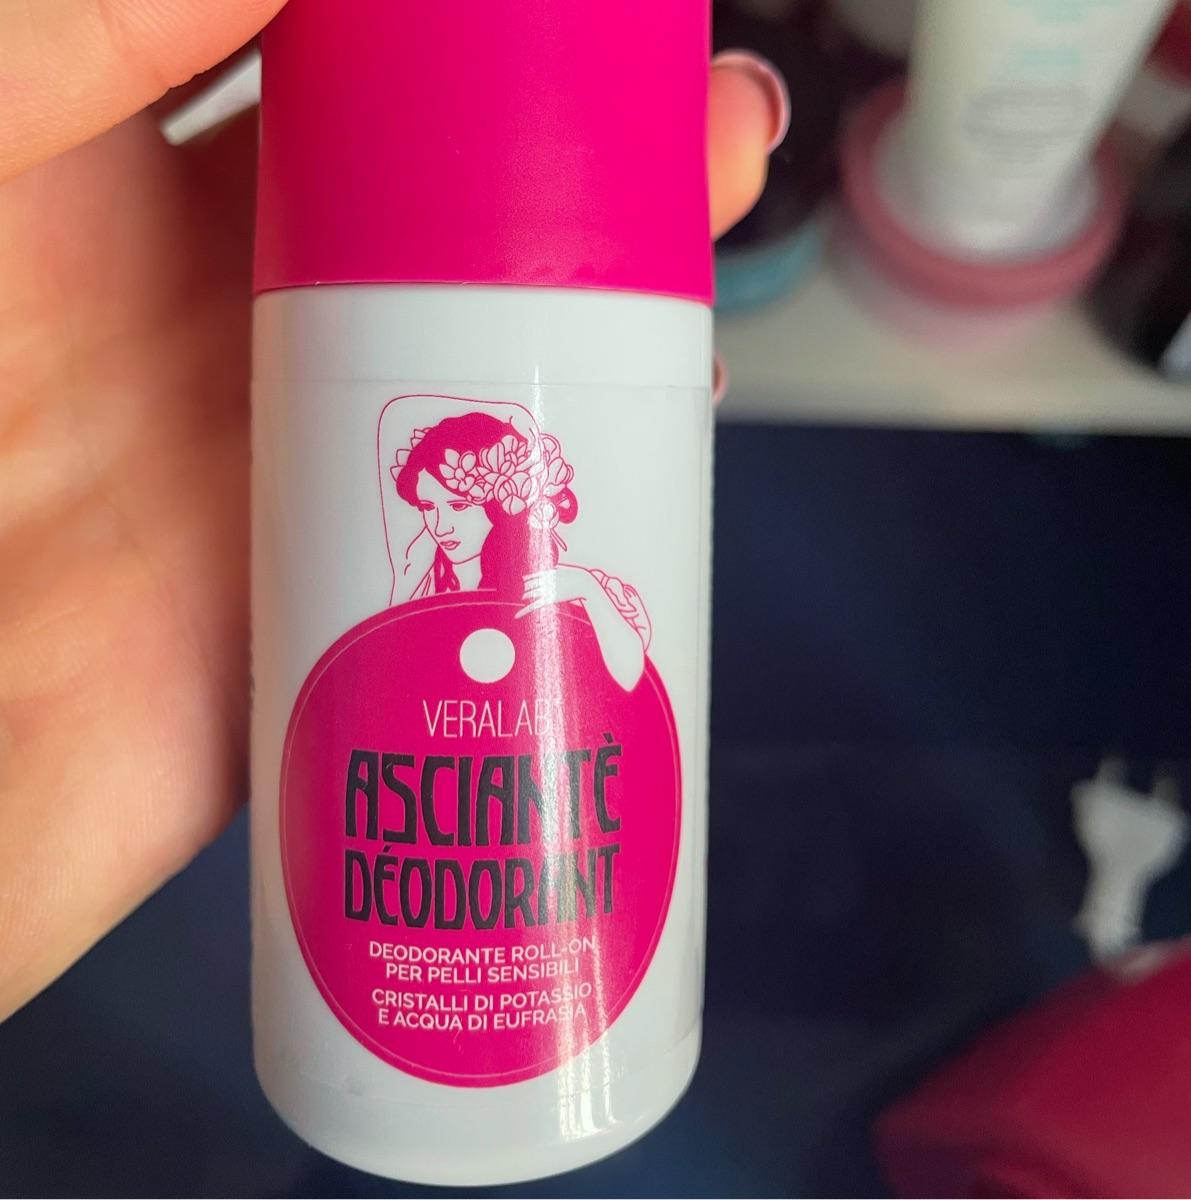 VERALAB
ASCIANTÈ
DÉODORANT
DEODORANTE ROLL-ON
PER PELLI SENSIBILI
CRISTALLI DI POTASSIO
E ACQUA DI EUFRASIA